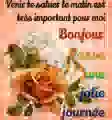 Venir te saluer le matin est
très important pour moi
Bonjour
une
jolie
journée